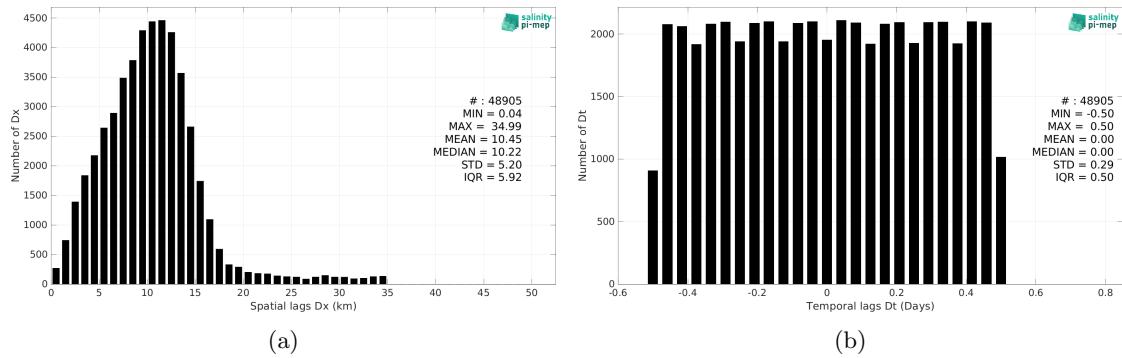 4500
4000
3500
3000
2500
2000
1500
1000
500
0
Number of Dx
0 5 10 15 20 25 30 35 40 45 50
Spatial lags Dx (km)
salinity
pi-mep
# : 48905
MIN = 0.04
MAX = 34.99
MEAN = 10.45
MEDIAN = 10.22
STD = 5.20
IQR = 5.92
(a)
2000
1500
1000
500
0
Number of Dt
-0.6 -0.4 -0.2 0 0.2 0.4 0.6 0.8
Temporal lags Dt (Days)
salinity
pi-mep
# : 48905
MIN = -0.50
MAX = 0.50
MEAN = 0.00
MEDIAN = 0.00
STD = 0.29
IQR = 0.50
(b)